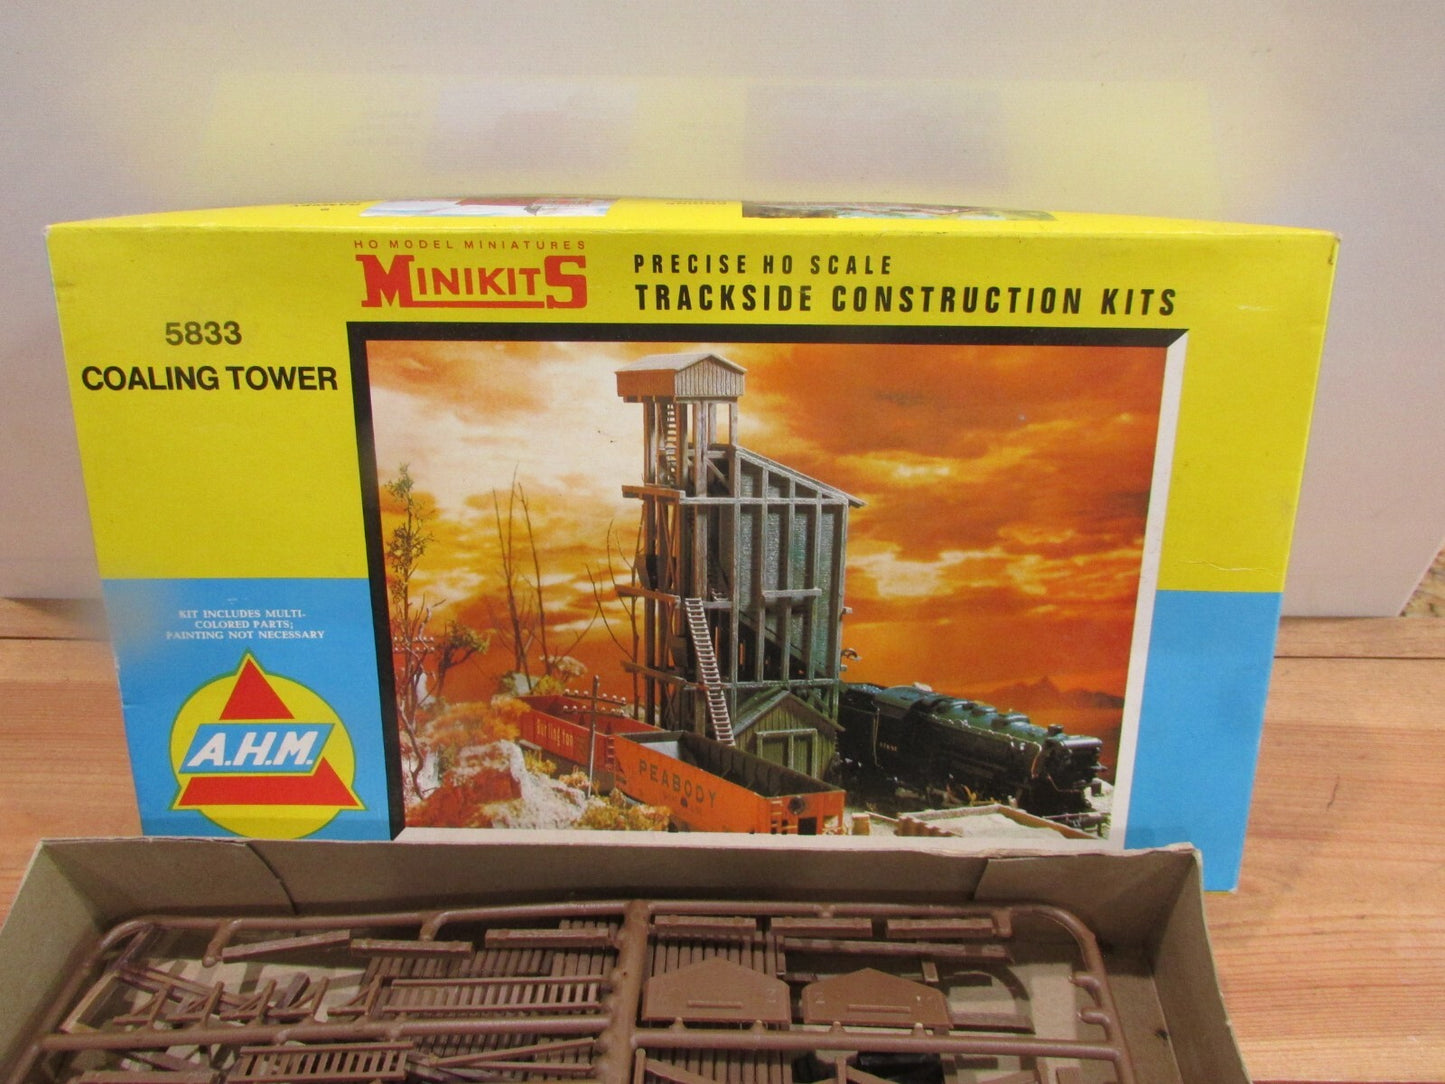 HO MODEL MINIATURES
MINIKITS
PRECISE HO SCALE
TRACKSIDE CONSTRUCTION KITS
5833
COALING TOWER
KIT INCLUDES MULTI-
COLORED PARTS;
PAINTING NOT NECESSARY
A.H.M.
Burlington
PEABODY